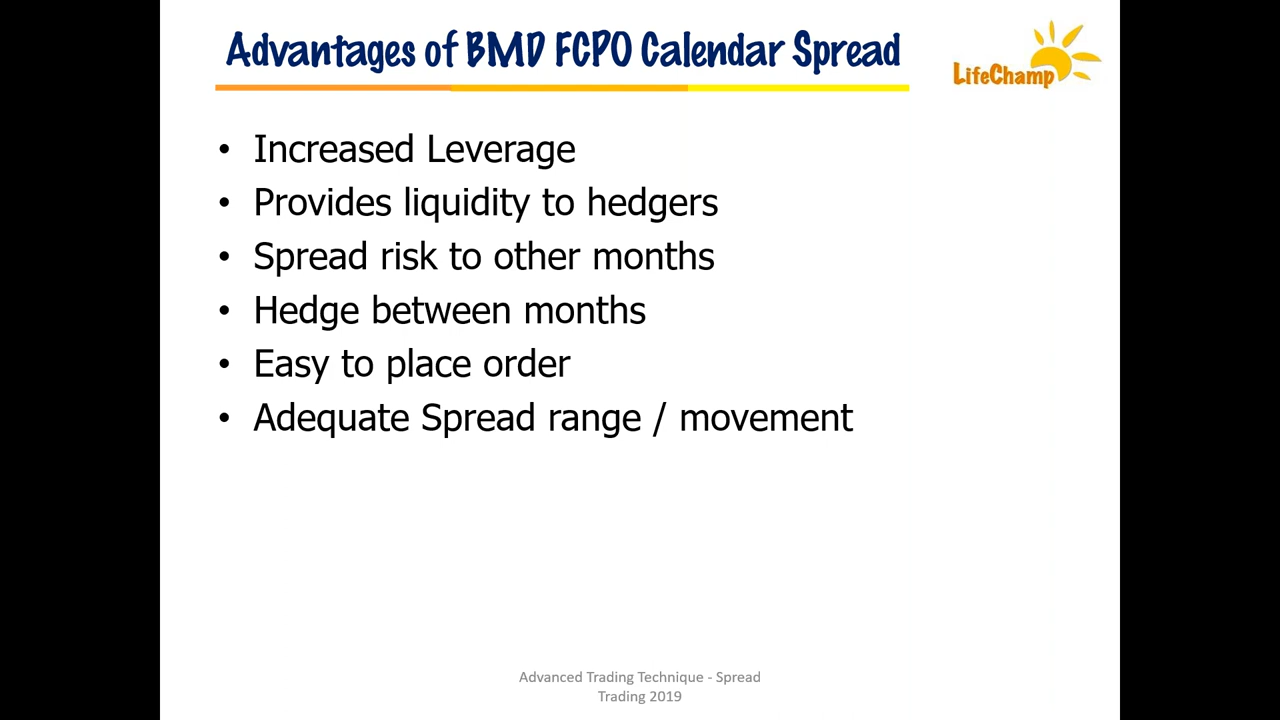 Advantages of BMD FCPO Calendar Spread
LifeChamp
• Increased Leverage
• Provides liquidity to hedgers
• Spread risk to other months
• Hedge between months
• Easy to place order
• Adequate Spread range / movement
Advanced Trading Technique - Spread
Trading 2019